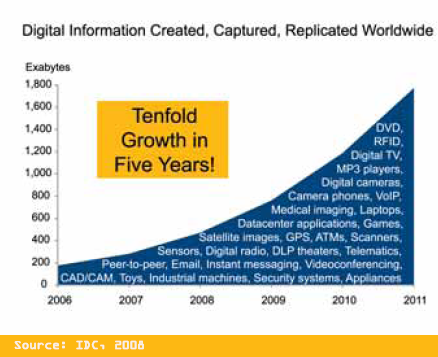 Digital Information Created, Captured, Replicated Worldwide
Exabytes
1,800
1,600
1,400
1,200
1,000
800
600
400
200
0
Tenfold
Growth in
Five Years!
DVD,
RFID,
Digital TV,
MP3 players,
Digital cameras,
Camera phones, VoIP,
Medical imaging, Laptops,
Datacenter applications, Games,
Satellite images, GPS, ATMs, Scanners,
Sensors, Digital radio, DLP theaters, Telematics,
Peer-to-peer, Email, Instant messaging, Videoconferencing,
CAD/CAM, Toys, Industrial machines, Security systems, Appliances
2006 2007 2008 2009 2010 2011
Source: IDC, 2008